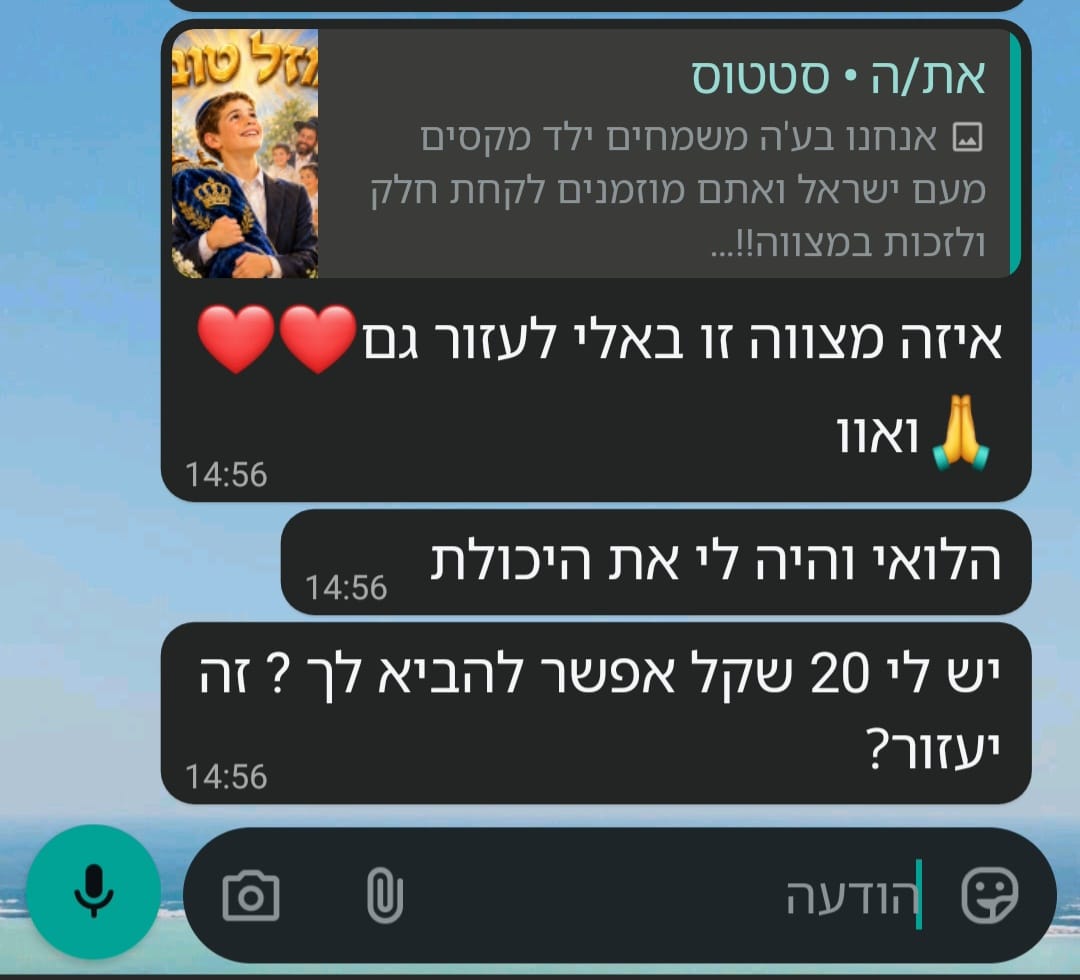 מזל טוב
את/ה • סטטוס
אנחנו בע'ה משמחים ילד מקסים
מעם ישראל ואתם מוזמנים לקחת חלק
ולזכות במצווה!!...
איזה מצווה זו באלי לעזור גם❤️❤️
🙏ואוו
14:56
הלואי והיה לי את היכולת
14:56
יש לי 20 שקל אפשר להביא לך ? זה
יעזור?
14:56
הודעה